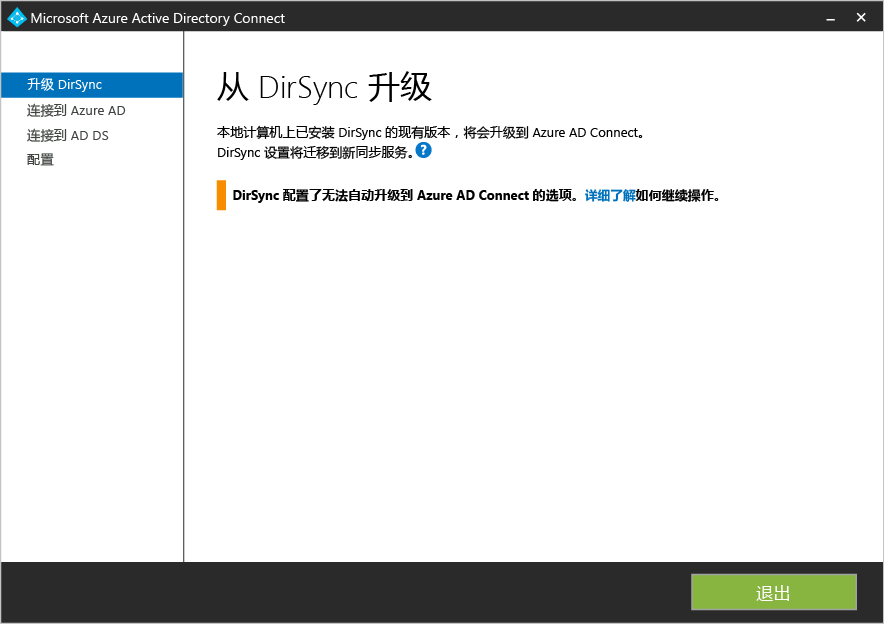 Microsoft Azure Active Directory Connect
升级 DirSync
连接到 Azure AD
连接到 AD DS
配置
从 DirSync 升级
本地计算机上已安装 DirSync 的现有版本，将会升级到 Azure AD Connect。
DirSync 设置将迁移到新同步服务。?
DirSync 配置了无法自动升级到 Azure AD Connect 的选项。详细了解如何继续操作。
退出